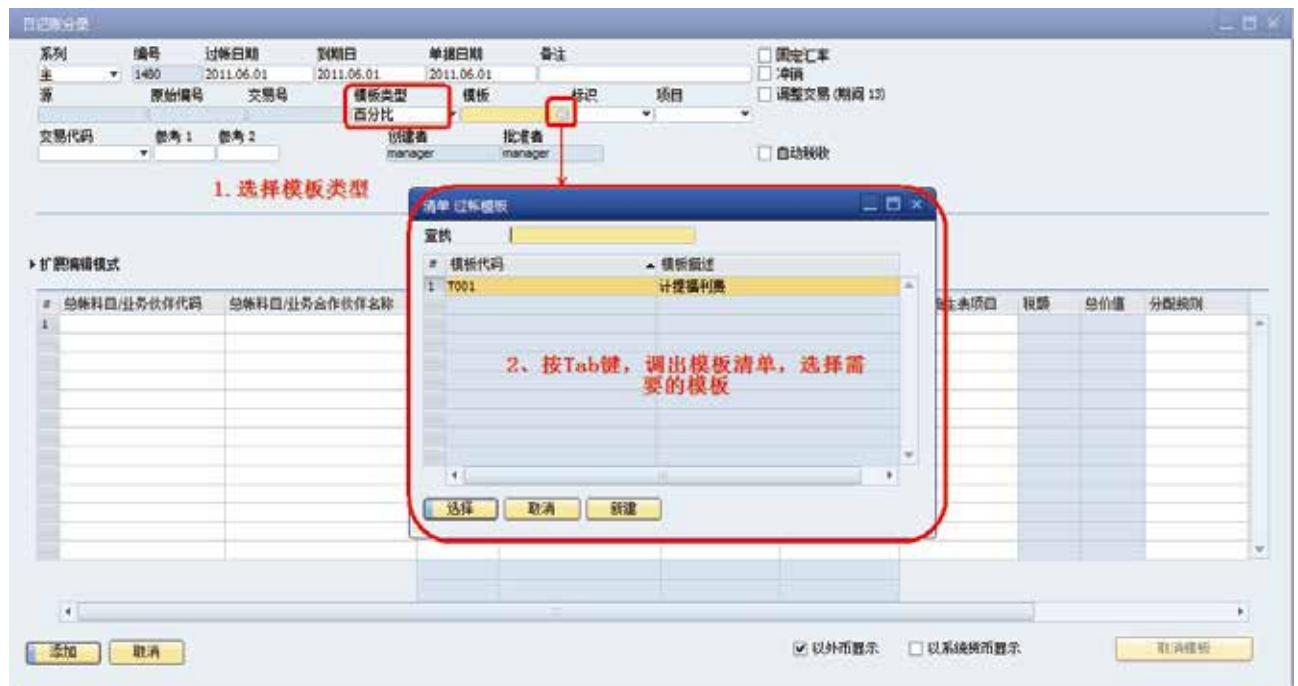 日记账分录
系列 编号 过帐日期 到期日 单据日期 备注 固定汇率
主 1480 2011.06.01 2011.06.01 2011.06.01 冲销
源 原始编号 交易号 模板类型 模板 标识 项目 调整交易 (期间 13)
百分比
交易代码 参考 1 参考 2 创建者 批准者
manager manager 自动税收
1. 选择模板类型
清单 过帐模板
查找
# 模板代码 模板描述
1 T001 计提福利费
扩展编辑模式
# 总帐科目/业务伙伴代码 总帐科目/业务合作伙伴名称 主表项目 税额 总价值 分配规则
1
2、按Tab键，调出模板清单，选择需
要的模板
选择 取消 新建
添加 取消 以外币显示 以系统货币显示 取消模板